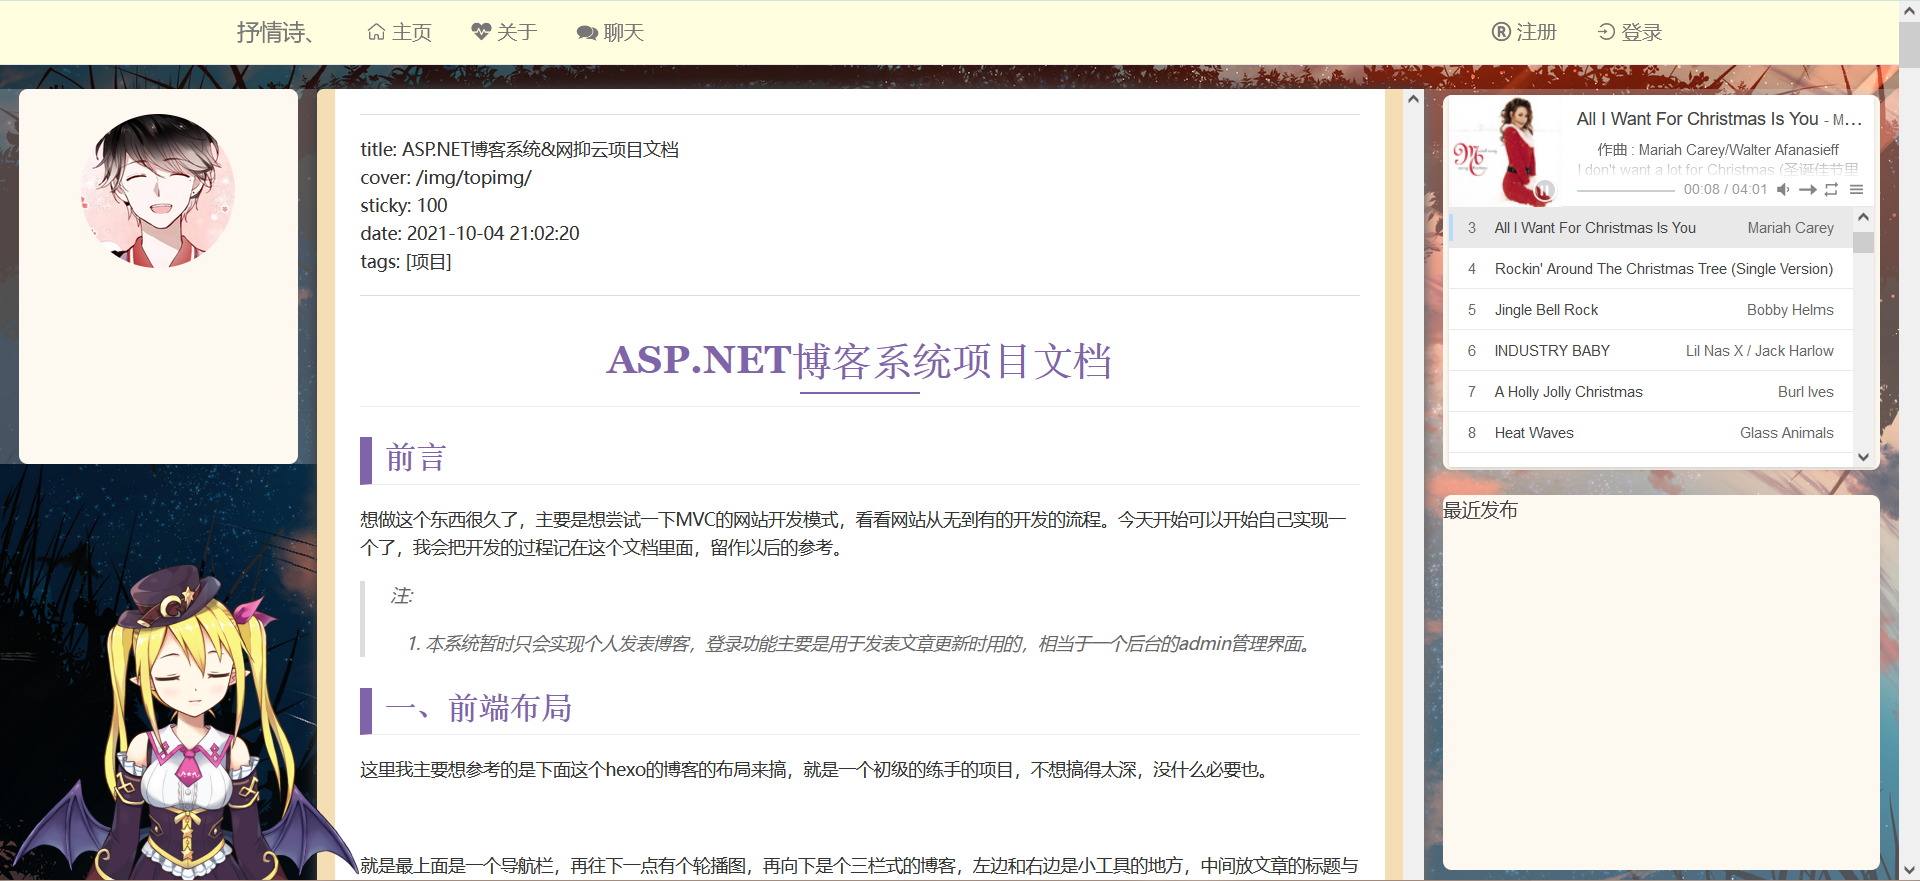 抒情诗、 主页 关于 聊天 注册 登录
title: ASP.NET博客系统&网抑云项目文档
cover: /img/topimg/
sticky: 100
date: 2021-10-04 21:02:20
tags: [项目]
ASP.NET博客系统项目文档
前言
想做这个东西很久了，主要是想尝试一下MVC的网站开发模式，看看网站从无到有的开发的流程。今天开始可以开始自己实现一
个了，我会把开发的过程记在这个文档里面，留作以后的参考。
注:
1. 本系统暂时只会实现个人发表博客，登录功能主要是用于发表文章更新时用的，相当于一个后台的admin管理界面。
一、前端布局
这里我主要想参考的是下面这个hexo的博客的布局来搞，就是一个初级的练手的项目，不想搞得太深，没什么必要也。
就是最上面是一个导航栏，再往下一点有个轮播图，再向下是个三栏式的博客，左边和右边是小工具的地方，中间放文章的标题与
All I Want For Christmas Is You - M...
作曲 : Mariah Carey/Walter Afanasieff
I don't want a lot for Christmas (圣诞佳节里
00:08 / 04:01
3 All I Want For Christmas Is You Mariah Carey
4 Rockin' Around The Christmas Tree (Single Version)
5 Jingle Bell Rock Bobby Helms
6 INDUSTRY BABY Lil Nas X / Jack Harlow
7 A Holly Jolly Christmas Burl Ives
8 Heat Waves Glass Animals
最近发布